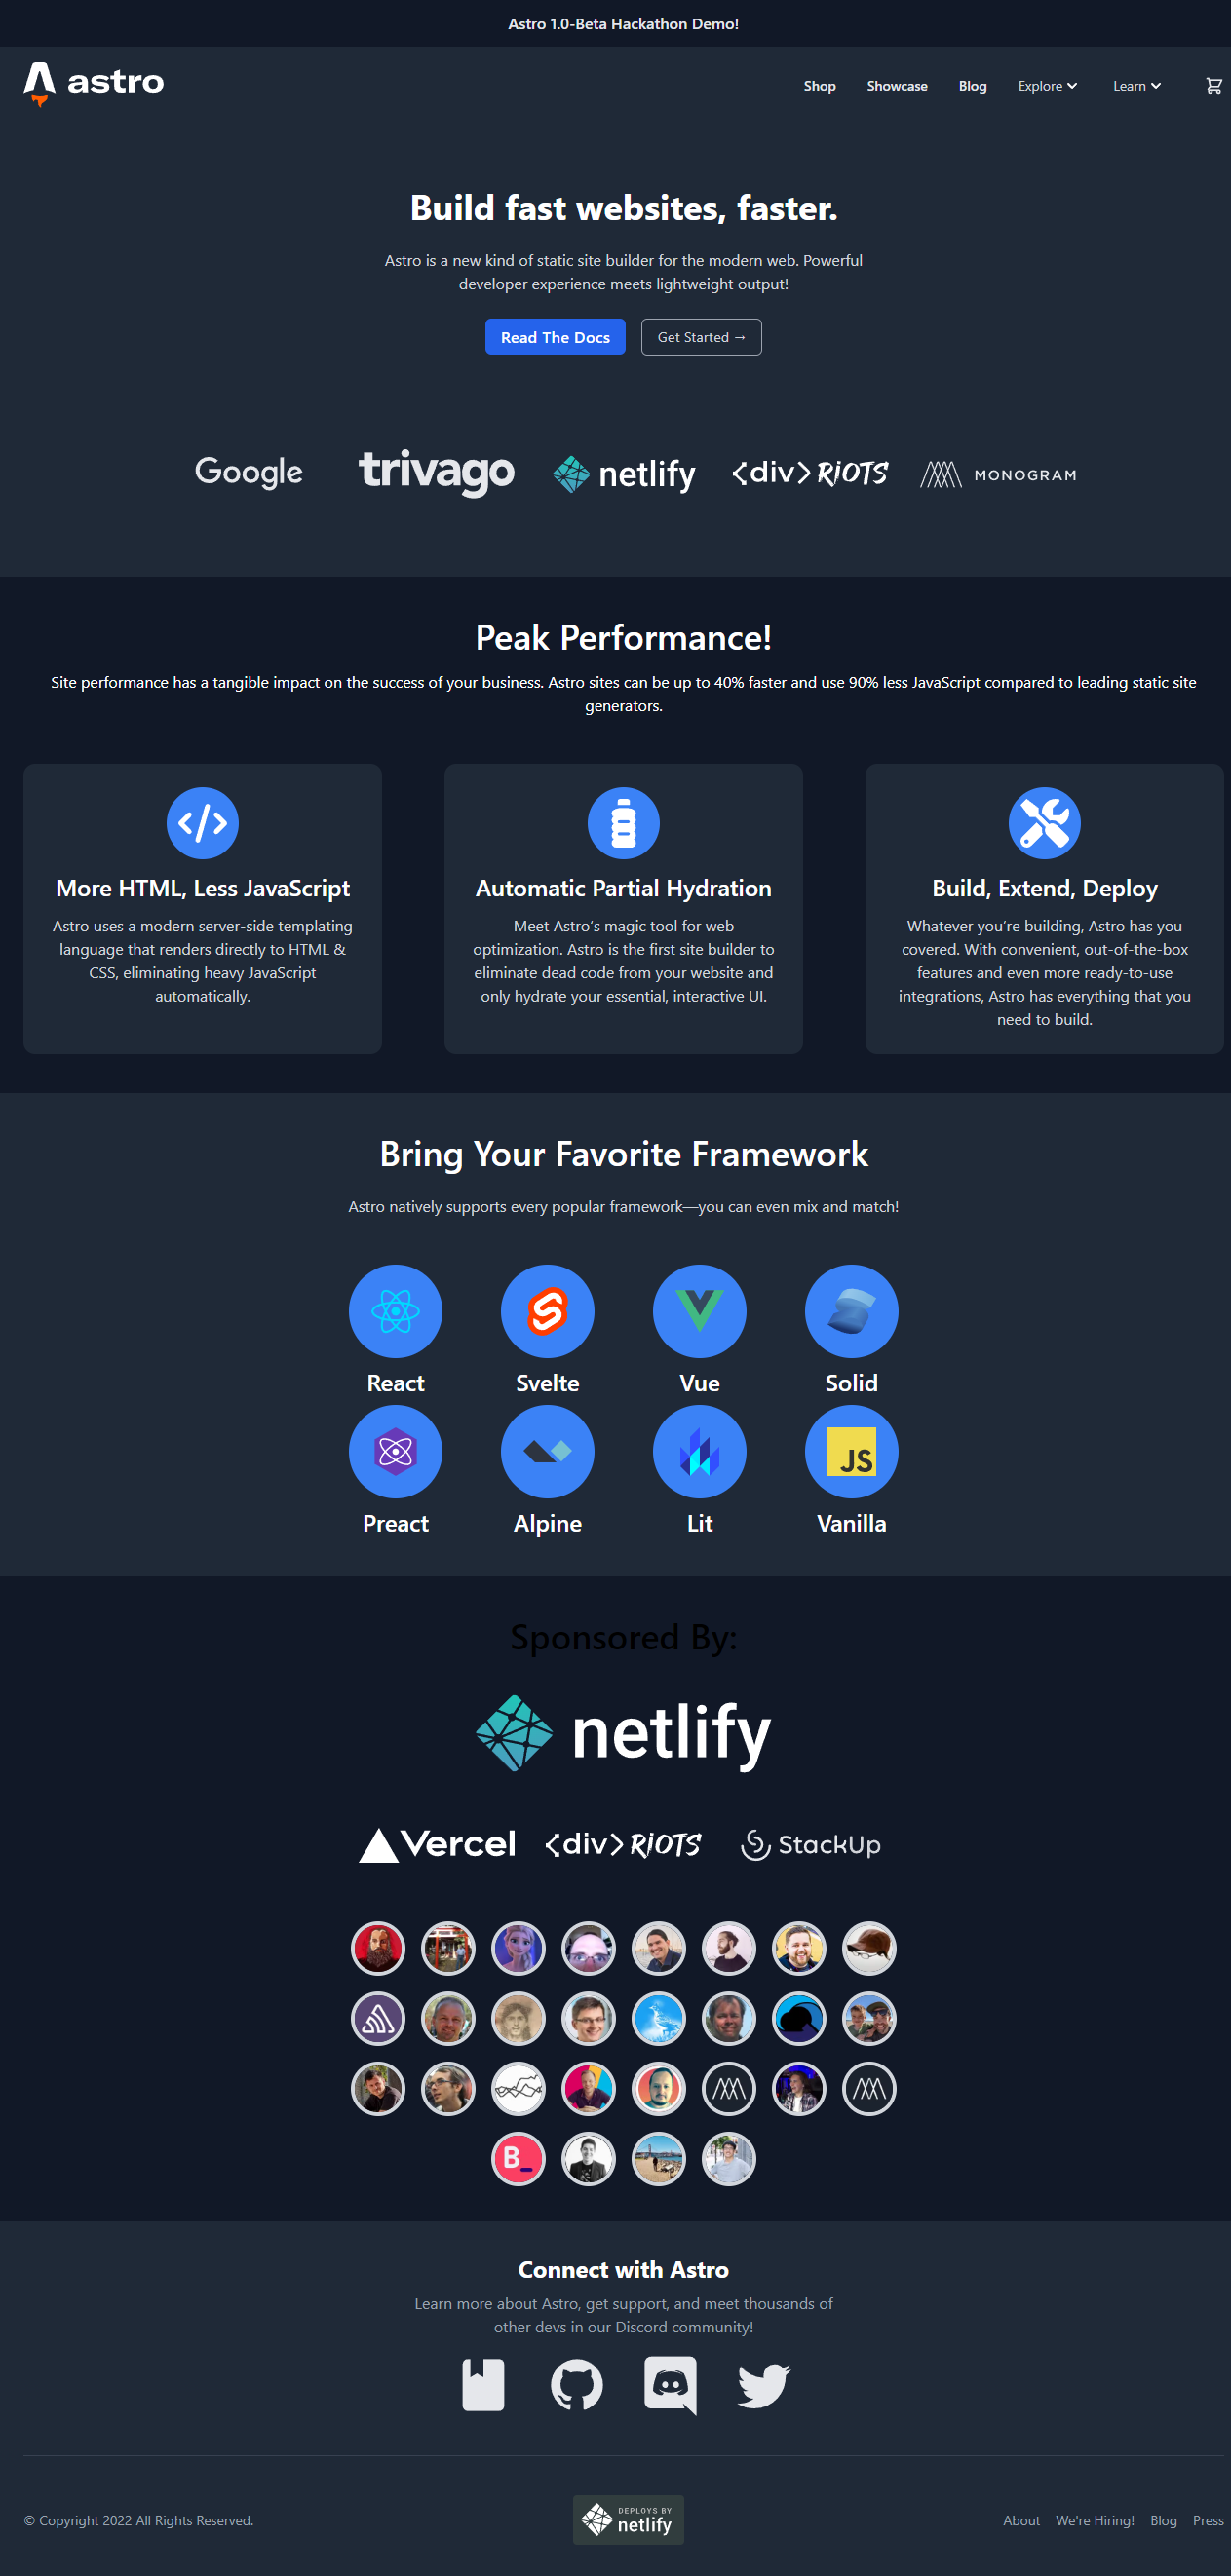 Astro 1.0-Beta Hackathon Demo!
astro
Shop Showcase Blog Explore Learn
Build fast websites, faster.
Astro is a new kind of static site builder for the modern web. Powerful
developer experience meets lightweight output!
Read The Docs Get Started →
Google trivago netlify <div> RiOTS MONOGRAM
Peak Performance!
Site performance has a tangible impact on the success of your business. Astro sites can be up to 40% faster and use 90% less JavaScript compared to leading static site
generators.
More HTML, Less JavaScript
Astro uses a modern server-side templating
language that renders directly to HTML &
CSS, eliminating heavy JavaScript
automatically.
Automatic Partial Hydration
Meet Astro’s magic tool for web
optimization. Astro is the first site builder to
eliminate dead code from your website and
only hydrate your essential, interactive UI.
Build, Extend, Deploy
Whatever you’re building, Astro has you
covered. With convenient, out-of-the-box
features and even more ready-to-use
integrations, Astro has everything that you
need to build.
Bring Your Favorite Framework
Astro natively supports every popular framework—you can even mix and match!
React Svelte Vue Solid
JS
Preact Alpine Lit Vanilla
Sponsored By:
netlify
Vercel <div> RiOTS StackUp
B_
Connect with Astro
Learn more about Astro, get support, and meet thousands of
other devs in our Discord community!
© Copyright 2022 All Rights Reserved.
DEPLOYS BY
netlify
About We're Hiring! Blog Press